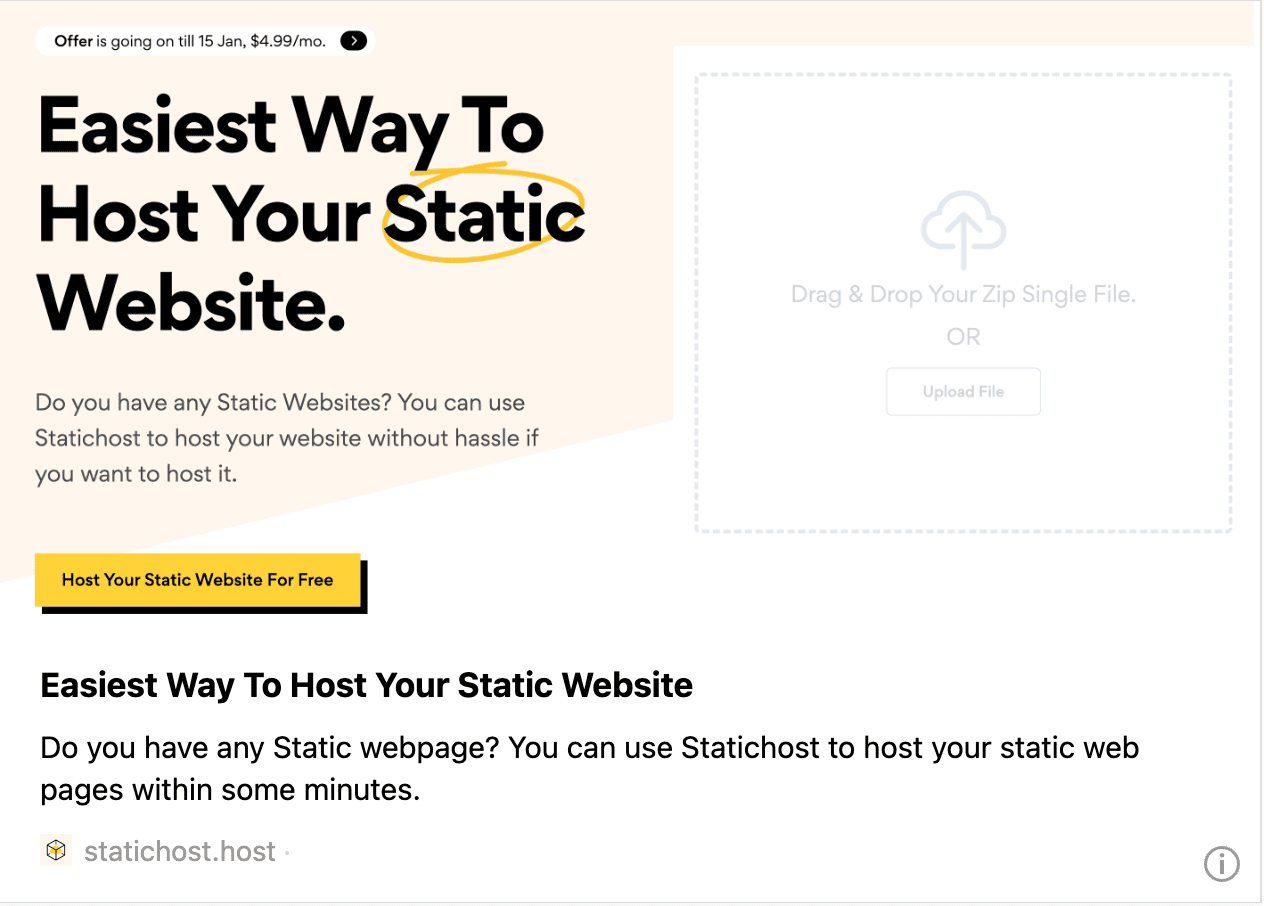 Offer is going on till 15 Jan, $4.99/mo.
Easiest Way To
Host Your Static
Website.
Do you have any Static Websites? You can use
Statichost to host your website without hassle if
you want to host it.
Host Your Static Website For Free
Drag & Drop Your Zip Single File.
OR
Upload File
Easiest Way To Host Your Static Website
Do you have any Static webpage? You can use Statichost to host your static web
pages within some minutes.
statichost.host ·